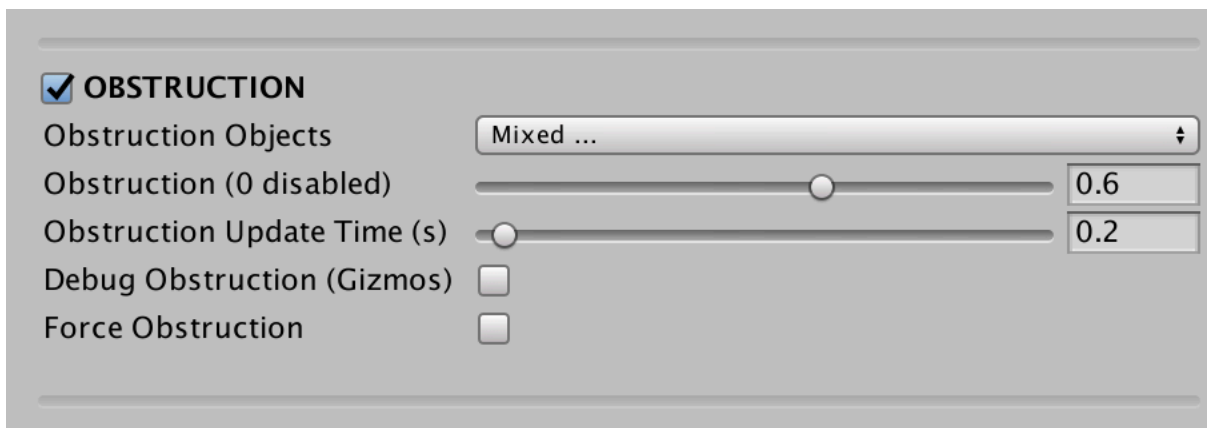 OBSTRUCTION
Obstruction Objects Mixed ...
Obstruction (0 disabled) 0.6
Obstruction Update Time (s) 0.2
Debug Obstruction (Gizmos)
Force Obstruction